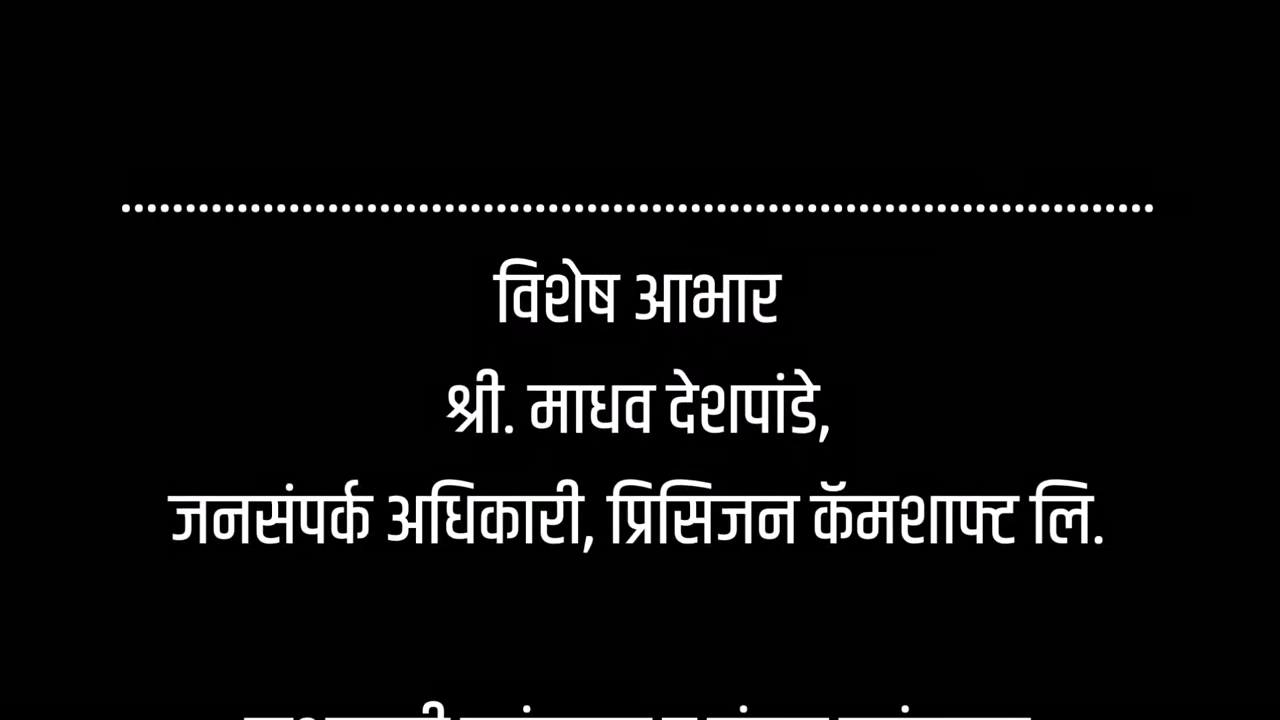 विशेष आभार
श्री. माधव देशपांडे,
जनसंपर्क अधिकारी, प्रिसिजन कॅमशाफ्ट लि.